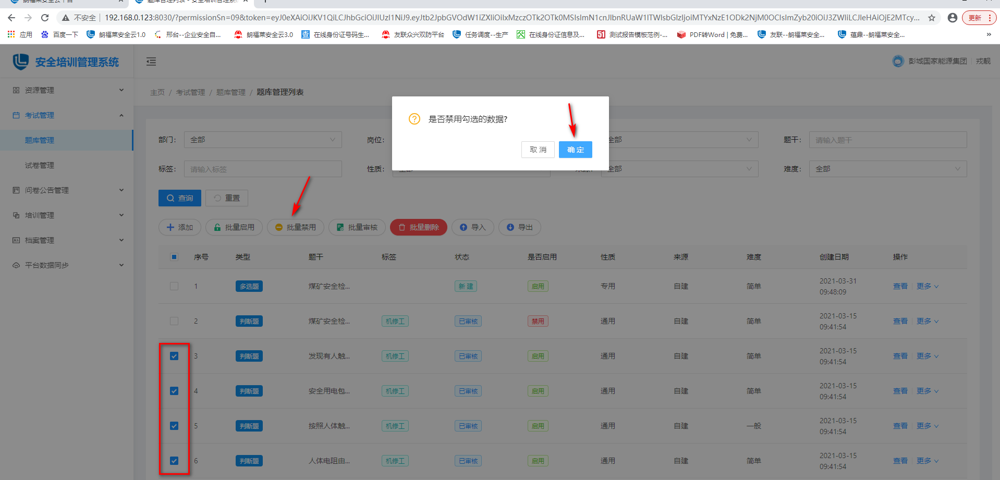 不安全 192.168.0.123:8030/?permissionSn=09&token=eyJ0eXAiOiJKV1QiLCJhbGciOiJIUzI1NiJ9.eyJtb2JpbGVOdW1iZXIiOiIxMzczOTk2OTk0MSIsImN1cnJlbnRUaW1lTWlsbGlzIjoiMTYxNzE1ODk2NjM0OCIsImZyb20iOiJ3ZWIiLCJleHAiOjE2MTcy... 更新
应用 百度一下 朗福莱安全云1.0 邢台--企业安全自... 朗福莱安全云3.0 查 在线身份证号码生... 友联众兴双防平台 任务调度--生产 在线身份证信息及... 51 测试报告模板范例-... PDF转Word | 免费... 友联--朗福莱安全... 蕴鼎--朗福莱安全... »
安全培训管理系统 彭城国家能源集团 戎靓
资源管理
考试管理
题库管理
试卷管理
问卷公告管理
培训管理
档案管理
平台数据同步
主页 / 考试管理 / 题库管理 / 题库管理列表
是否禁用勾选的数据?
取 消 确 定
部门： 全部 岗位： 全部 题干： 请输入题干
标签： 请输入标签 性质： 全部 难度： 全部
查询 重置
添加 批量启用 批量禁用 批量审核 批量删除 导入 导出
序号 类型 题干 标签 状态 是否启用 性质 来源 难度 创建日期 操作
1 多选题 煤矿安全检... 新 建 启用 专用 自建 简单 2021-03-31 09:48:09 查看 更多
2 判断题 煤矿安全检... 机修工 已审核 禁用 通用 自建 简单 2021-03-15 09:41:54 查看 更多
3 判断题 发现有人触... 机修工 已审核 启用 通用 自建 简单 2021-03-15 09:41:54 查看 更多
4 判断题 安全用电包... 机修工 已审核 启用 通用 自建 简单 2021-03-15 09:41:54 查看 更多
5 判断题 按照人体触... 机修工 已审核 启用 通用 自建 一般 2021-03-15 09:41:54 查看 更多
6 判断题 人体电阻由... 机修工 已审核 启用 通用 自建 简单 2021-03-15 09:41:54 查看 更多